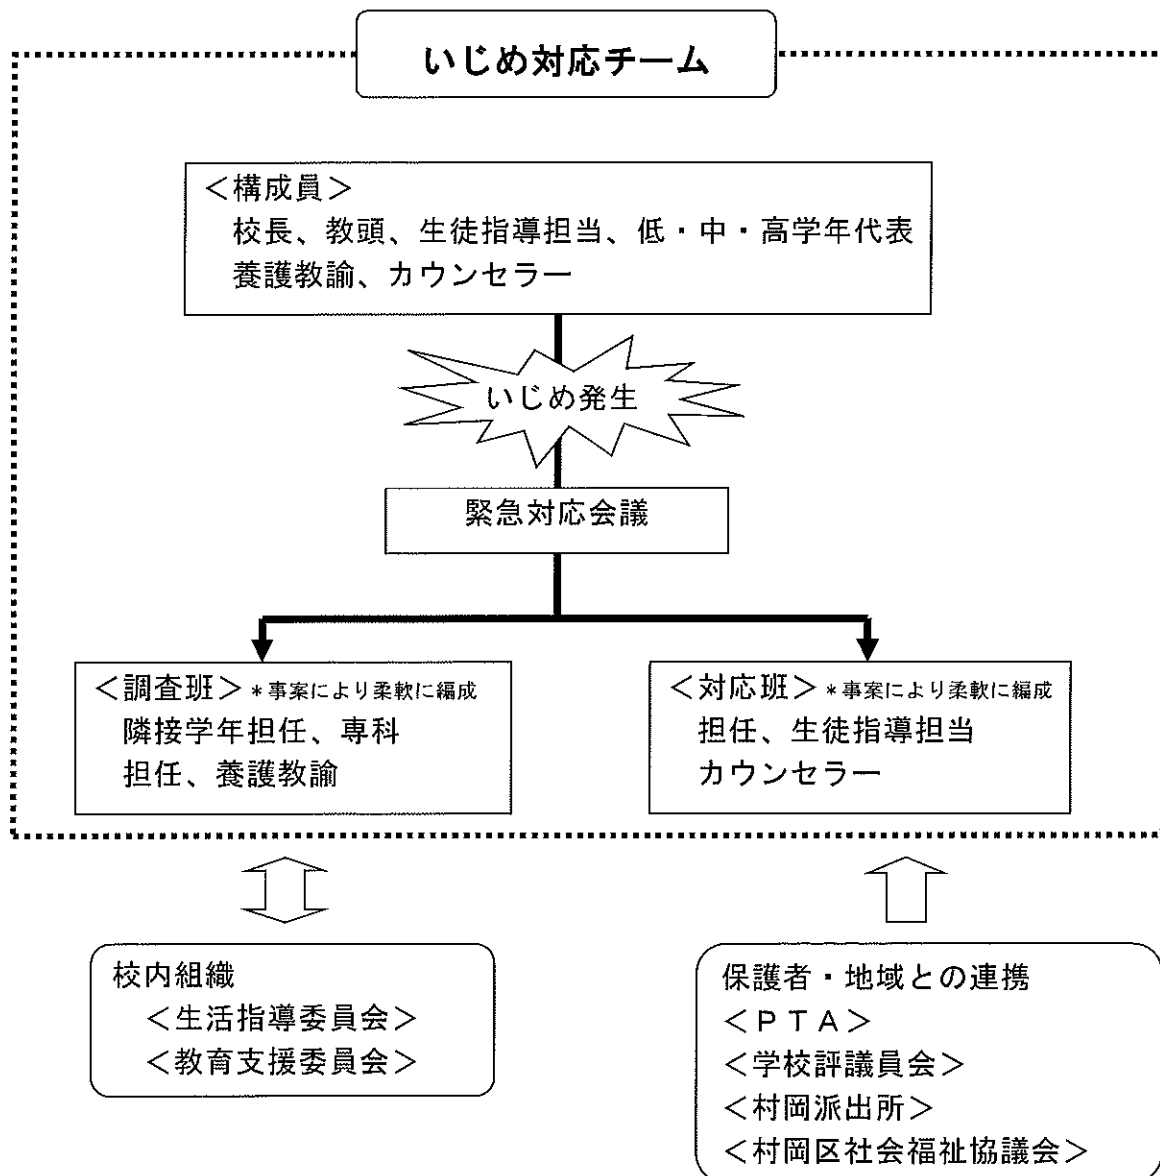 いじめ対応チーム
＜構成員＞
校長、教頭、生徒指導担当、低・中・高学年代表
養護教諭、カウンセラー
いじめ発生
緊急対応会議
＜調査班＞＊事案により柔軟に編成
隣接学年担任、専科
担任、養護教諭
＜対応班＞＊事案により柔軟に編成
担任、生徒指導担当
カウンセラー
校内組織
＜生活指導委員会＞
＜教育支援委員会＞
保護者・地域との連携
＜ＰＴＡ＞
＜学校評議員会＞
＜村岡派出所＞
＜村岡区社会福祉協議会＞